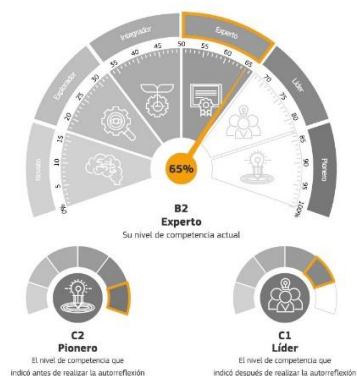 Novato
Explorador
Integrador
Experto
Líder
Pionero
0%
5
10
15
20
25
30
35
40
45
50
55
60
65
70
75
80
85
90
95
100%
65%
B2
Experto
Su nivel de competencia actual
C2
Pionero
El nivel de competencia que
indicó antes de realizar la autorreflexión
C1
Líder
El nivel de competencia que
indicó después de realizar la autorreflexión